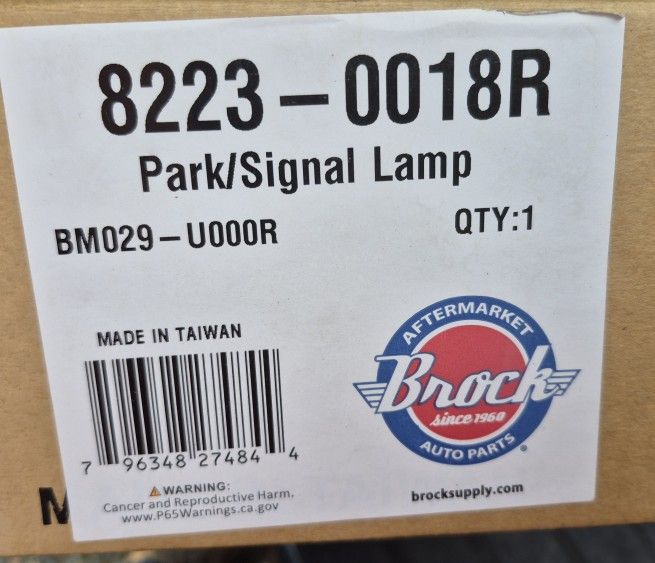 8223-0018R
Park/Signal Lamp
BM029-U000R
QTY:1
MADE IN TAIWAN
7 96348 27484 4
AFTERMARKET
Brock
since 1960
AUTO PARTS
®
⚠WARNING:
Cancer and Reproductive Harm,
www.P65Warnings.ca.gov
brocksupply.com
M